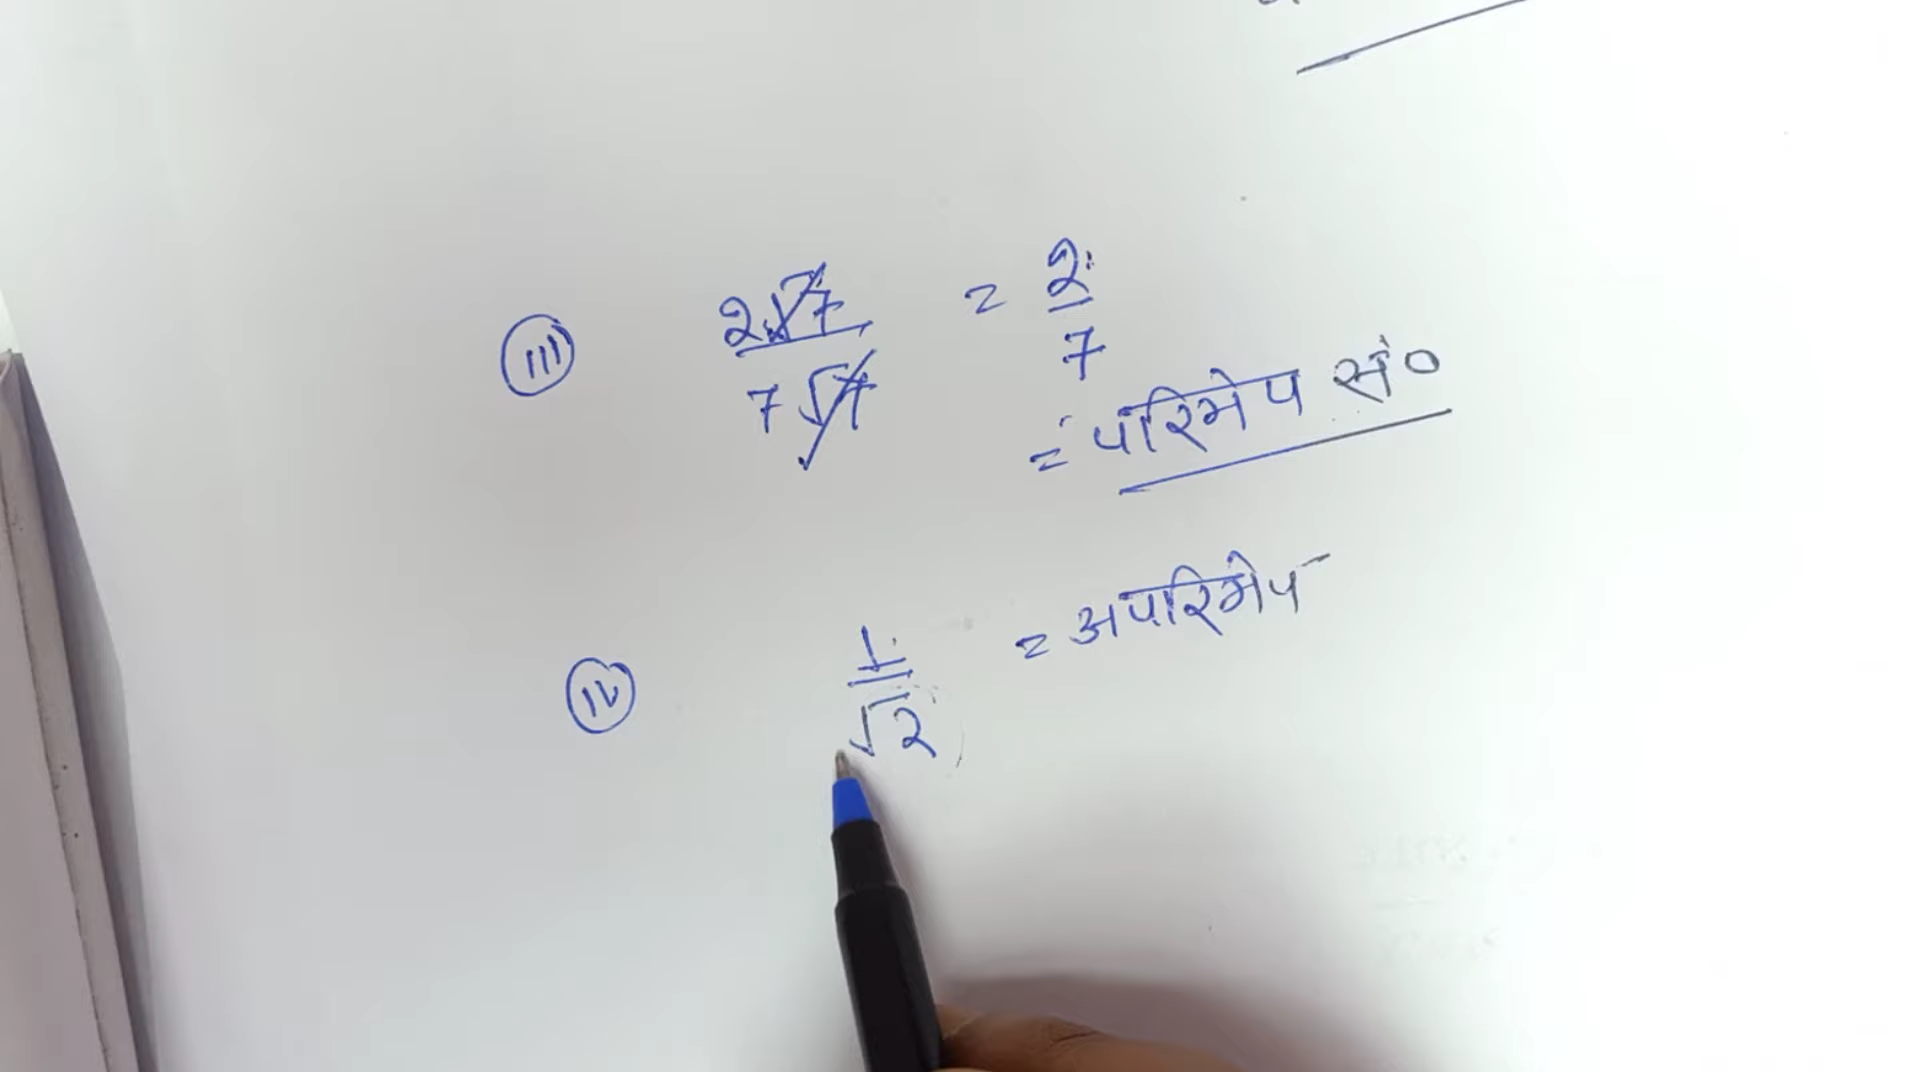 (iii) 2√7 / 7√7 = 2/7
= परिमेय सं०
(iv) 1/√2 = अपरिमेय